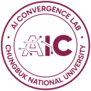 AI CONVERGENCE LAB
AIC
CHUNGBUK NATIONAL UNIVERSITY